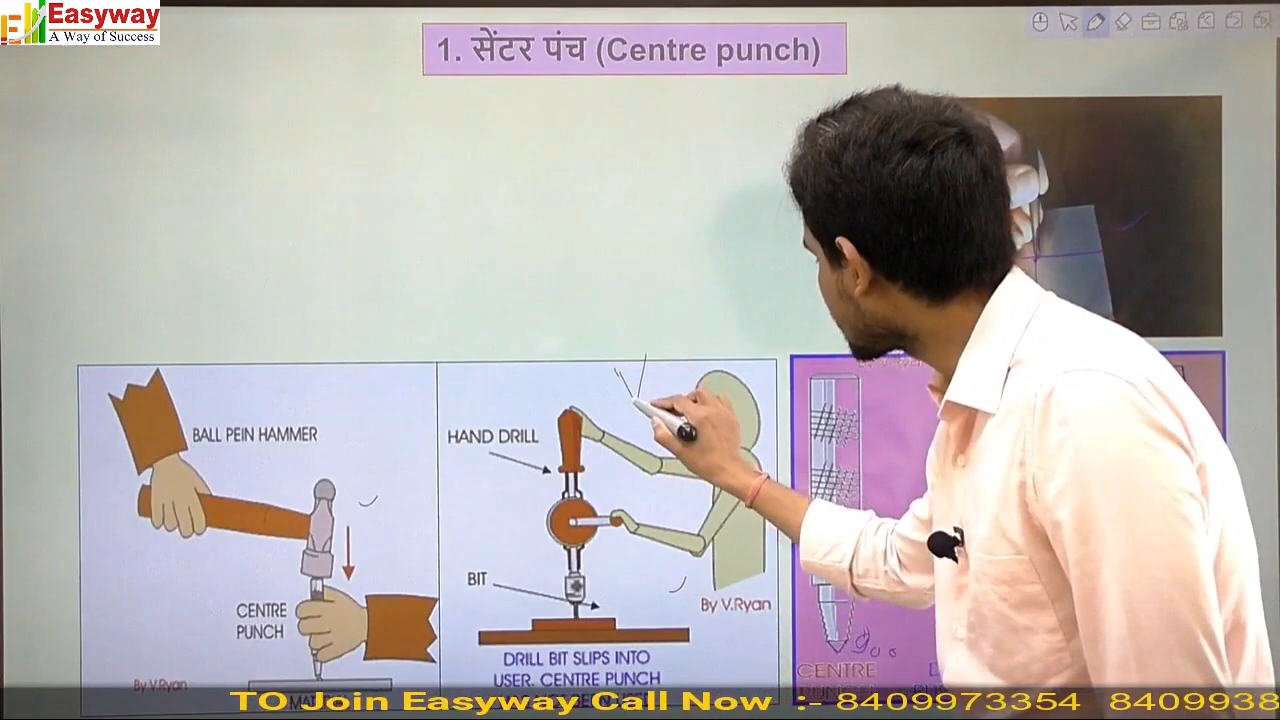 Easyway
A Way of Success
1. सेंटर पंच (Centre punch)
BALL PEIN HAMMER
CENTRE
PUNCH
By V.Ryan
HAND DRILL
BIT
By V.Ryan
DRILL BIT SLIPS INTO
USER. CENTRE PUNCH
CENTRE
TO Join Easyway Call Now :- 8409973354 8409938